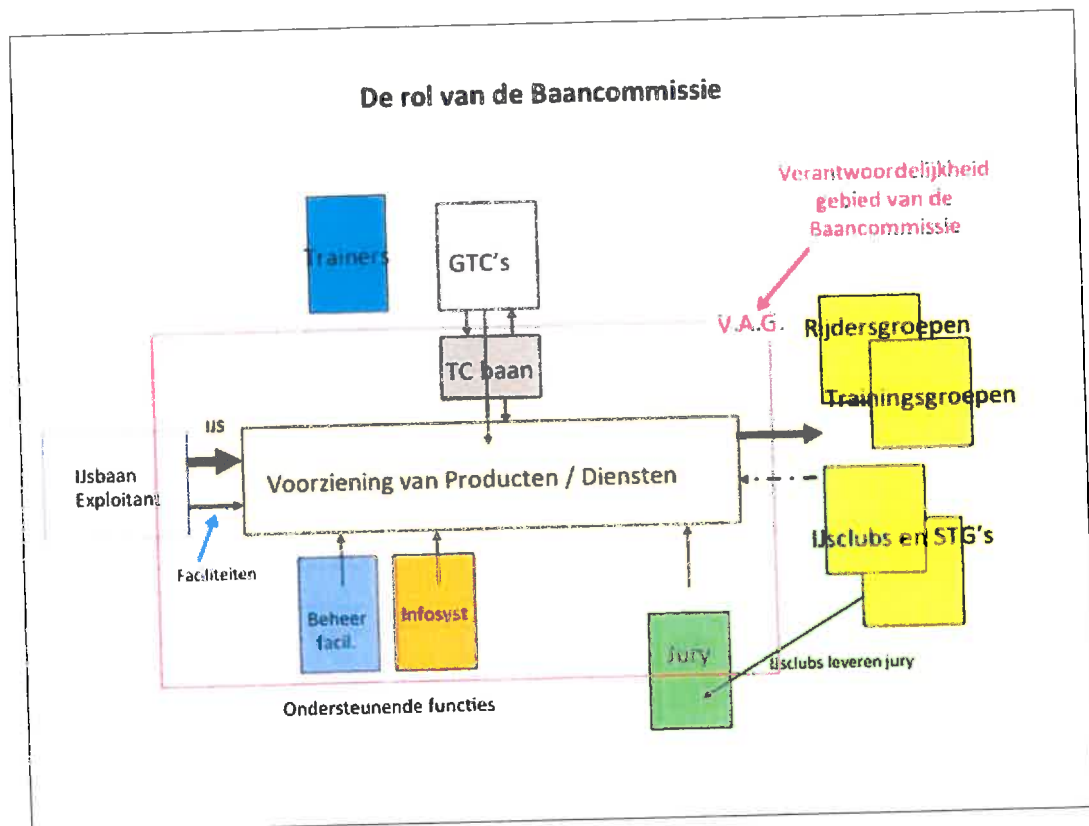 De rol van de Baancommissie
Verantwoordelijkheid
gebied van de
Baancommissie
Trainers
GTC's
V.A.G.
Rijdersgroepen
TC baan
Trainingsgroepen
IJS
IJsbaan
Exploitant
Voorziening van Producten / Diensten
IJsclubs en STG's
Faciliteiten
Beheer
facil.
Infosyst
Jury
IJsclubs leveren jury
Ondersteunende functies